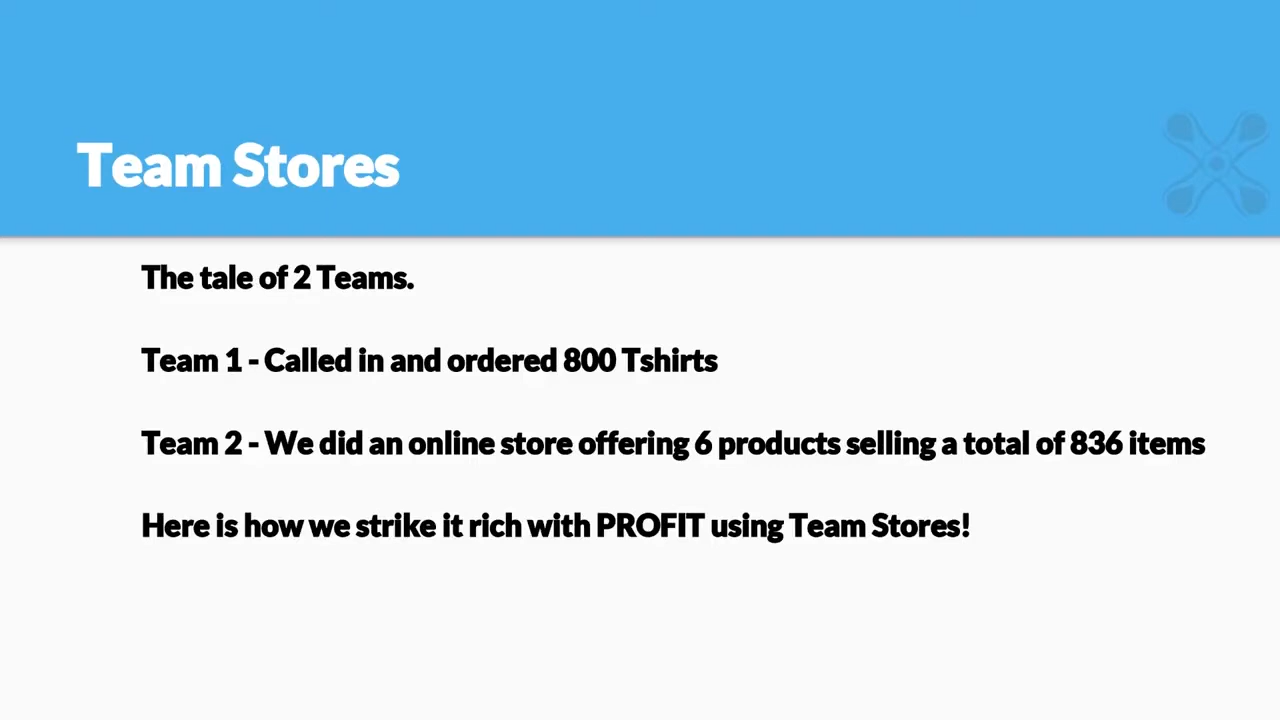 Team Stores
The tale of 2 Teams.
Team 1 - Called in and ordered 800 Tshirts
Team 2 - We did an online store offering 6 products selling a total of 836 items
Here is how we strike it rich with PROFIT using Team Stores!